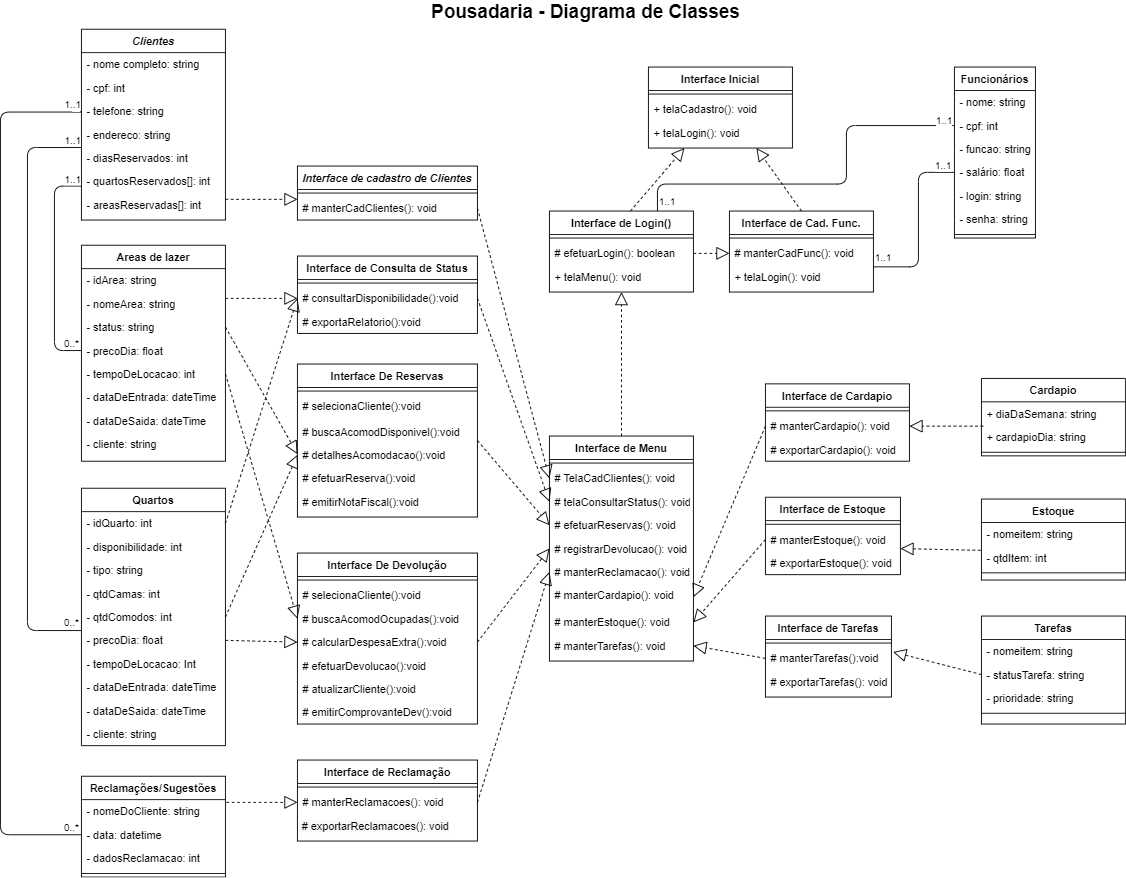 Pousadaria - Diagrama de Classes
Clientes
- nome completo: string
- cpf: int
- telefone: string
- endereco: string
- diasReservados: int
- quartosReservados[]: int
- areasReservadas[]: int
1..1
1..1
1..1
Areas de lazer
- idArea: string
- nomeArea: string
- status: string
- precoDia: float
- tempoDeLocacao: int
- dataDeEntrada: dateTime
- dataDeSaida: dateTime
- cliente: string
0..*
Quartos
- idQuarto: int
- disponibilidade: int
- tipo: string
- qtdCamas: int
- qtdComodos: int
- precoDia: float
- tempoDeLocacao: Int
- dataDeEntrada: dateTime
- dataDeSaida: dateTime
- cliente: string
0..*
Reclamações/Sugestões
- nomeDoCliente: string
- data: datetime
- dadosReclamacao: int
0..*
Interface de cadastro de Clientes
# manterCadClientes(): void
Interface de Consulta de Status
# consultarDisponibilidade():void
# exportaRelatorio():void
Interface De Reservas
# selecionaCliente():void
# buscaAcomodDisponivel():void
# detalhesAcomodacao():void
# efetuarReserva():void
# emitirNotaFiscal():void
Interface De Devolução
# selecionaCliente():void
# buscaAcomodOcupadas():void
# calcularDespesaExtra():void
# efetuarDevolucao():void
# atualizarCliente():void
# emitirComprovanteDev():void
Interface de Reclamação
# manterReclamacoes(): void
# exportarReclamacoes(): void
Interface Inicial
+ telaCadastro(): void
+ telaLogin(): void
Interface de Login()
# efetuarLogin(): boolean
+ telaMenu(): void
1..1
Interface de Cad. Func.
# manterCadFunc(): void
+ telaLogin(): void
1..1
Funcionários
- nome: string
- cpf: int
- funcao: string
- salário: float
- login: string
- senha: string
1..1
1..1
Interface de Menu
# TelaCadClientes(): void
# telaConsultarStatus(): void
# efetuarReservas(): void
# registrarDevolucao(): void
# manterReclamacao(): void
# manterCardapio(): void
# manterEstoque(): void
# manterTarefas(): void
Interface de Cardapio
# manterCardapio(): void
# exportarCardapio(): void
Interface de Estoque
# manterEstoque(): void
# exportarEstoque(): void
Interface de Tarefas
# manterTarefas():void
# exportarTarefas(): void
Cardapio
+ diaDaSemana: string
+ cardapioDia: string
Estoque
- nomeitem: string
- qtdItem: int
Tarefas
- nomeitem: string
- statusTarefa: string
- prioridade: string